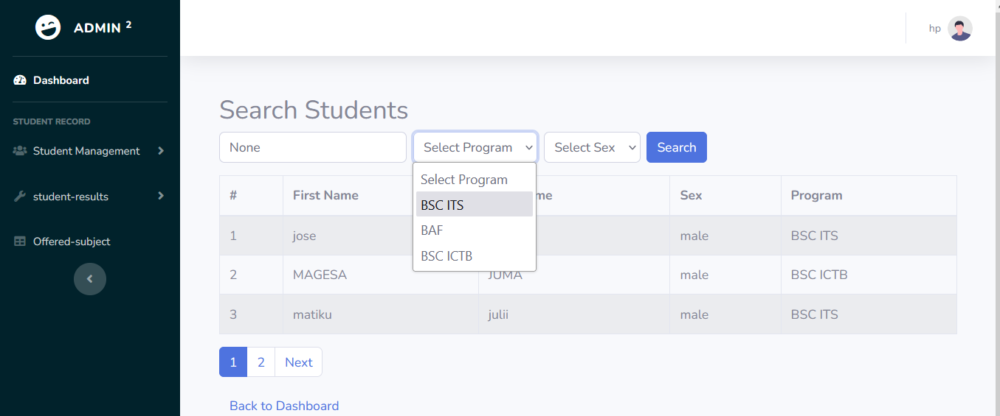 ADMIN 2
hp
Dashboard
STUDENT RECORD
Student Management
student-results
Offered-subject
Search Students
None
Select Program
Select Sex
Search
Select Program
BSC ITS
BAF
BSC ICTB
# First Name me Sex Program
1 jose male BSC ITS
2 MAGESA JUMA male BSC ICTB
3 matiku julii male BSC ITS
1 2 Next
Back to Dashboard